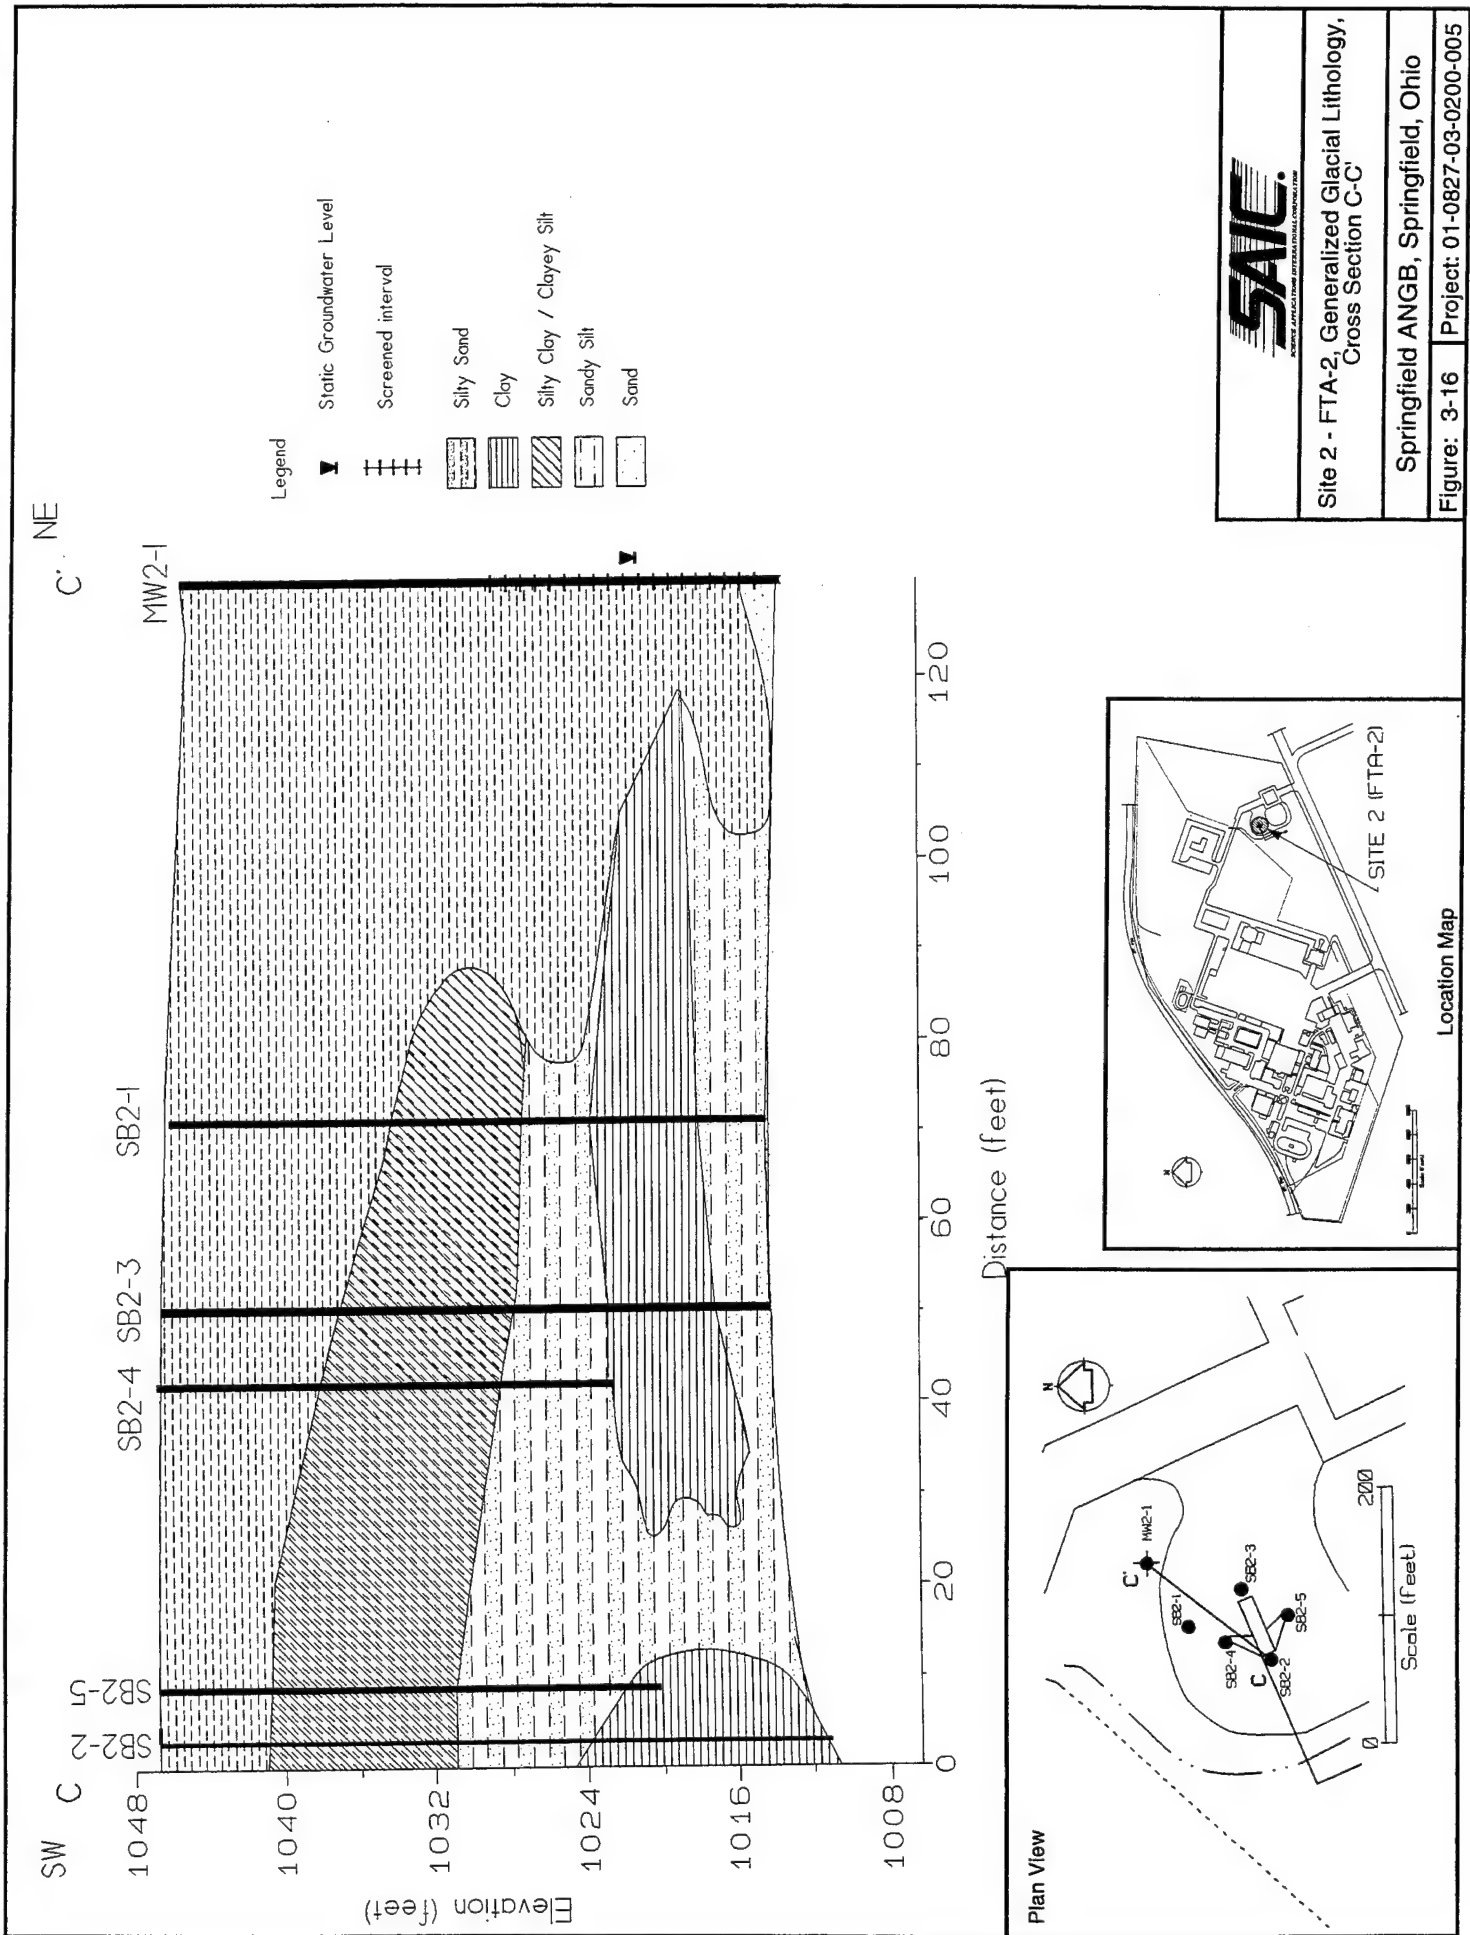 SW
C
C'
NE
SB2-2
SB2-5
SB2-4
SB2-3
SB2-1
MW2-1
Elevation (feet)
1048
1040
1032
1024
1016
1008
0
20
40
60
80
100
120
Distance (feet)
Legend
Static Groundwater Level
Screened interval
Silty Sand
Clay
Silty Clay / Clayey Silt
Sandy Silt
Sand
Plan View
N
C'
MW2-1
SB2-1
SB2-3
SB2-4
C
SB2-2
SB2-5
0
200
Scale (feet)
N
SITE 2 (FTA-2)
Location Map
SAIC
SCIENCE APPLICATIONS INTERNATIONAL CORPORATION
Site 2 - FTA-2, Generalized Glacial Lithology,
Cross Section C-C'
Springfield ANGB, Springfield, Ohio
Figure: 3-16
Project: 01-0827-03-0200-005